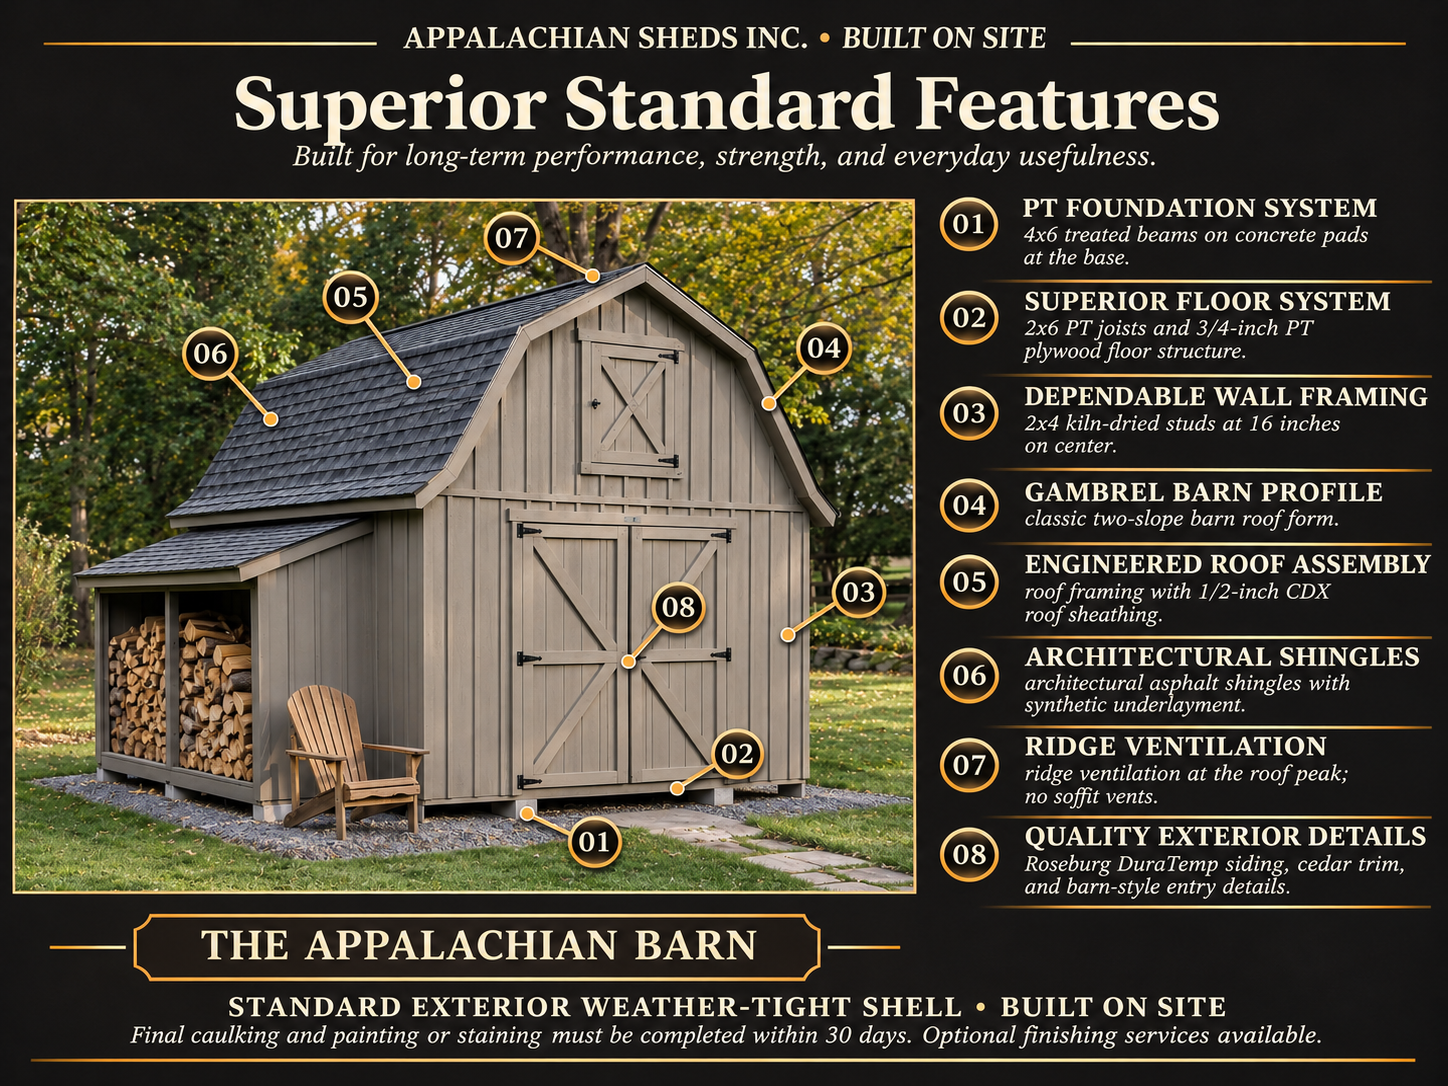 APPALACHIAN SHEDS INC. • BUILT ON SITE
Superior Standard Features
Built for long-term performance, strength, and everyday usefulness.
07
05
06
04
03
08
02
01
01
PT FOUNDATION SYSTEM
4x6 treated beams on concrete pads
at the base.
02
SUPERIOR FLOOR SYSTEM
2x6 PT joists and 3/4-inch PT
plywood floor structure.
03
DEPENDABLE WALL FRAMING
2x4 kiln-dried studs at 16 inches
on center.
04
GAMBREL BARN PROFILE
classic two-slope barn roof form.
05
ENGINEERED ROOF ASSEMBLY
roof framing with 1/2-inch CDX
roof sheathing.
06
ARCHITECTURAL SHINGLES
architectural asphalt shingles with
synthetic underlayment.
07
RIDGE VENTILATION
ridge ventilation at the roof peak;
no soffit vents.
08
QUALITY EXTERIOR DETAILS
Roseburg DuraTemp siding, cedar trim,
and barn-style entry details.
THE APPALACHIAN BARN
STANDARD EXTERIOR WEATHER-TIGHT SHELL • BUILT ON SITE
Final caulking and painting or staining must be completed within 30 days. Optional finishing services available.